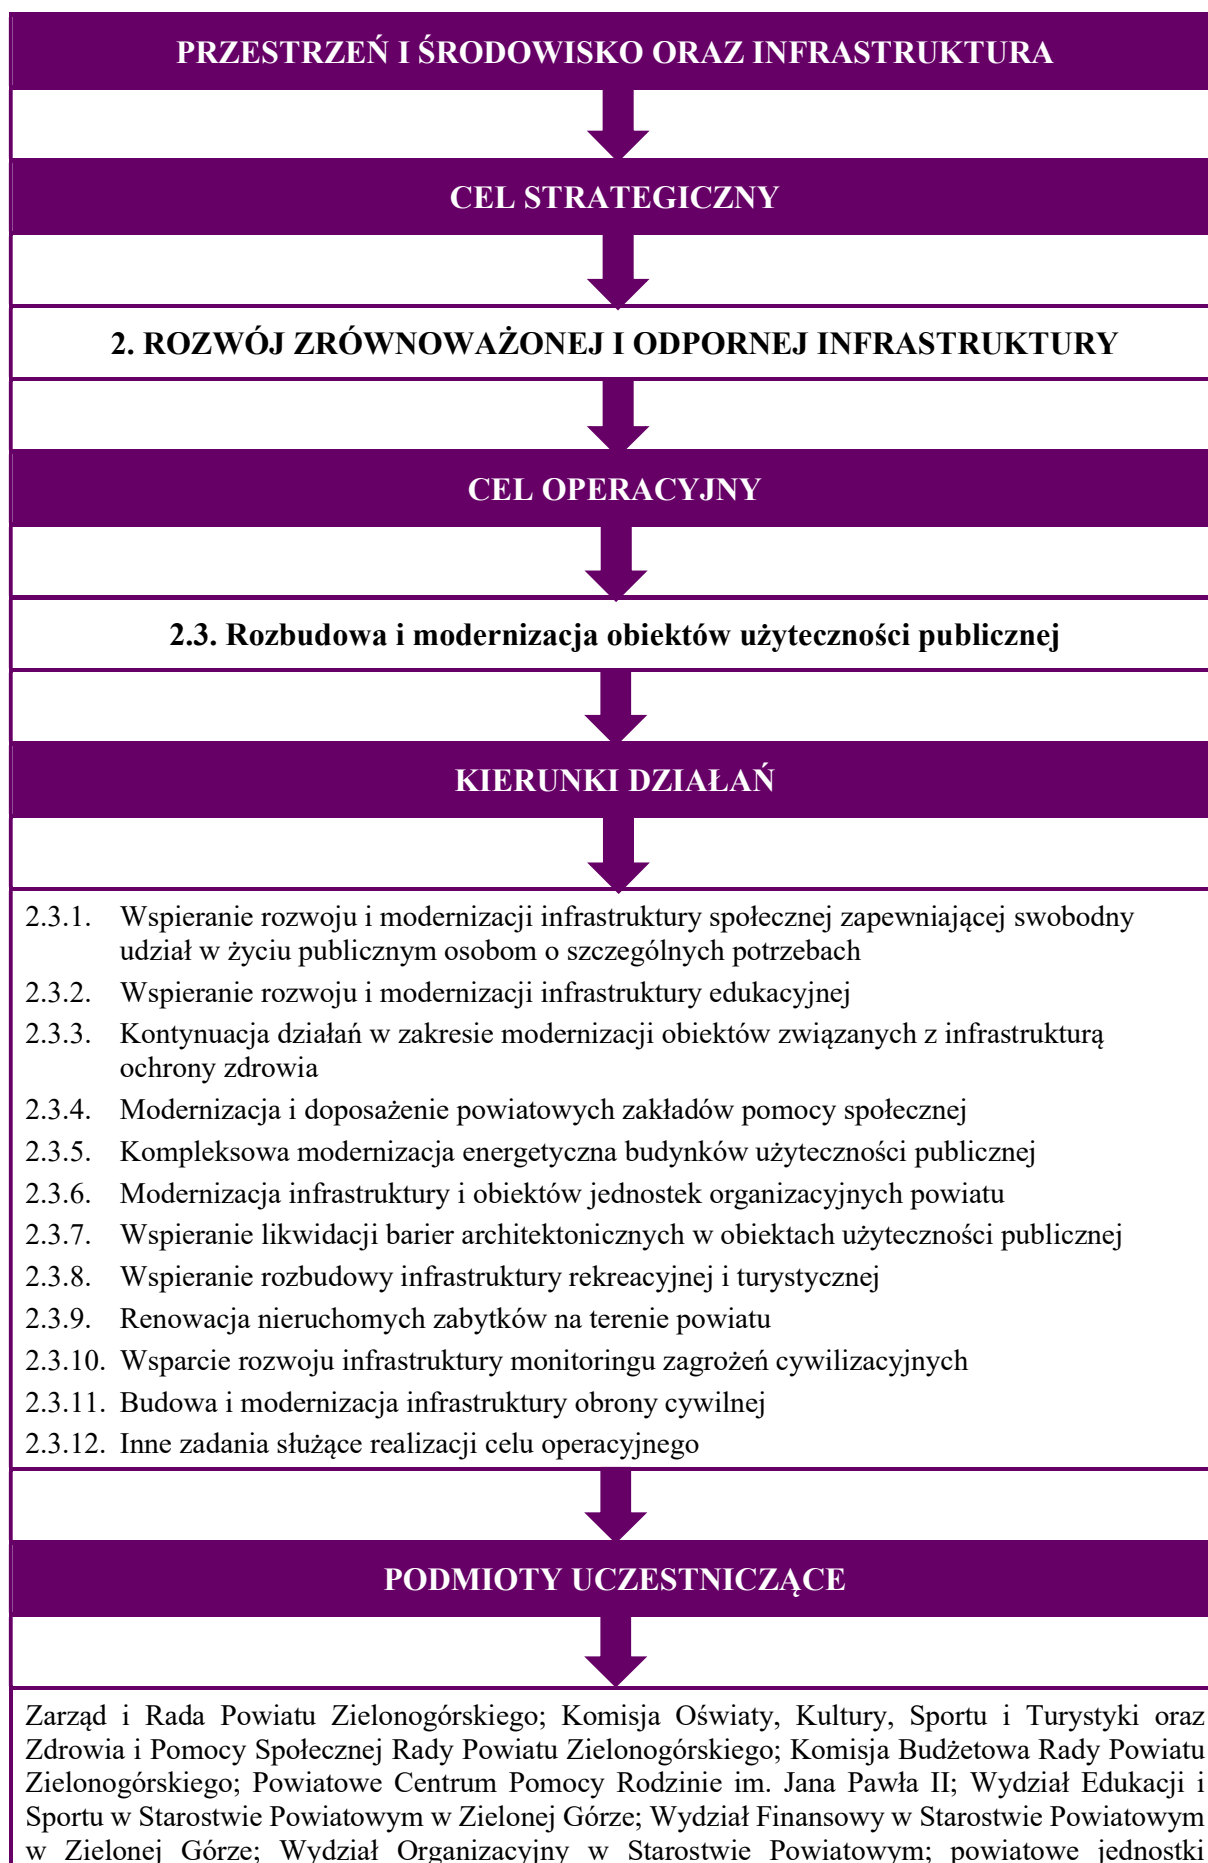 PRZESTRZEŃ I ŚRODOWISKO ORAZ INFRASTRUKTURA
CEL STRATEGICZNY
2. ROZWÓJ ZRÓWNOWAŻONEJ I ODPORNEJ INFRASTRUKTURY
CEL OPERACYJNY
2.3. Rozbudowa i modernizacja obiektów użyteczności publicznej
KIERUNKI DZIAŁAŃ
2.3.1. Wspieranie rozwoju i modernizacji infrastruktury społecznej zapewniającej swobodny
udział w życiu publicznym osobom o szczególnych potrzebach
2.3.2. Wspieranie rozwoju i modernizacji infrastruktury edukacyjnej
2.3.3. Kontynuacja działań w zakresie modernizacji obiektów związanych z infrastrukturą
ochrony zdrowia
2.3.4. Modernizacja i doposażenie powiatowych zakładów pomocy społecznej
2.3.5. Kompleksowa modernizacja energetyczna budynków użyteczności publicznej
2.3.6. Modernizacja infrastruktury i obiektów jednostek organizacyjnych powiatu
2.3.7. Wspieranie likwidacji barier architektonicznych w obiektach użyteczności publicznej
2.3.8. Wspieranie rozbudowy infrastruktury rekreacyjnej i turystycznej
2.3.9. Renowacja nieruchomych zabytków na terenie powiatu
2.3.10. Wsparcie rozwoju infrastruktury monitoringu zagrożeń cywilizacyjnych
2.3.11. Budowa i modernizacja infrastruktury obrony cywilnej
2.3.12. Inne zadania służące realizacji celu operacyjnego
PODMIOTY UCZESTNICZĄCE
Zarząd i Rada Powiatu Zielonogórskiego; Komisja Oświaty, Kultury, Sportu i Turystyki oraz
Zdrowia i Pomocy Społecznej Rady Powiatu Zielonogórskiego; Komisja Budżetowa Rady Powiatu
Zielonogórskiego; Powiatowe Centrum Pomocy Rodzinie im. Jana Pawła II; Wydział Edukacji i
Sportu w Starostwie Powiatowym w Zielonej Górze; Wydział Finansowy w Starostwie Powiatowym
w Zielonej Górze; Wydział Organizacyjny w Starostwie Powiatowym; powiatowe jednostki